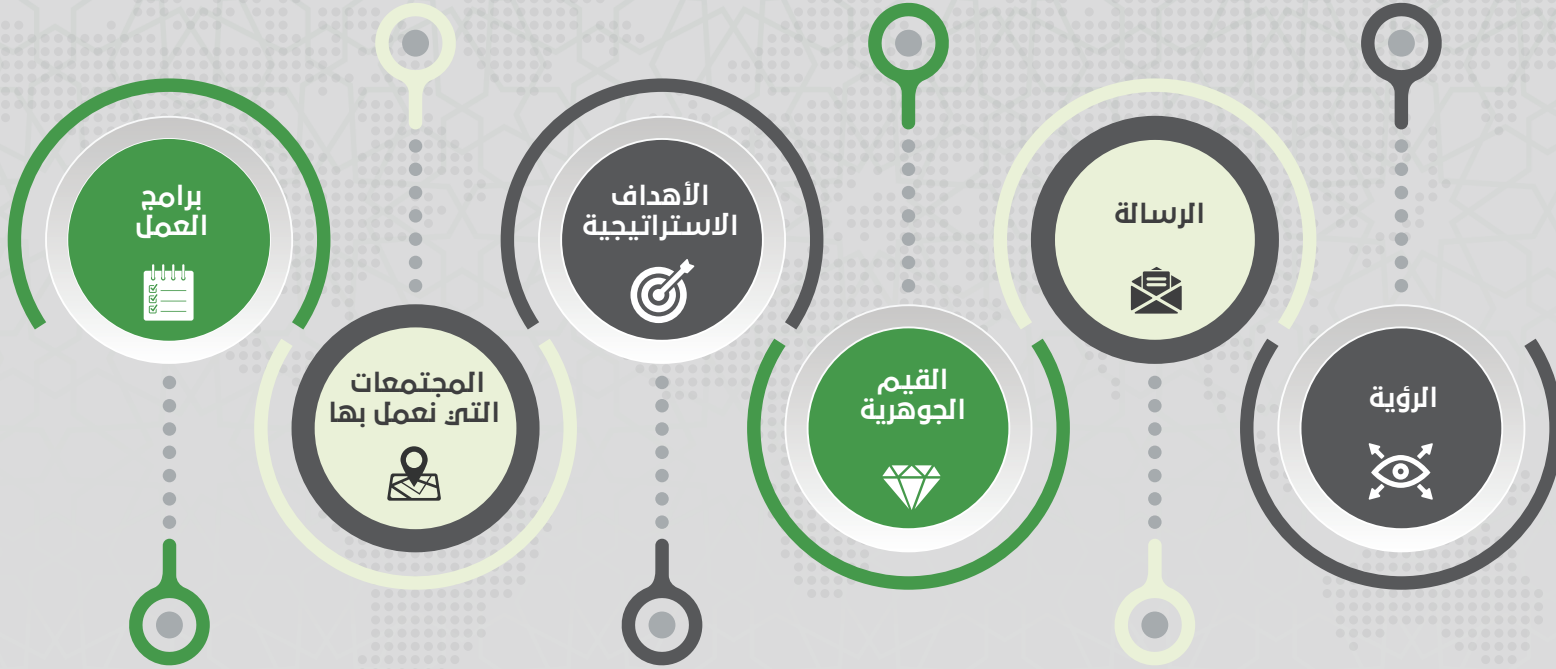 الرؤية
الرسالة
القيم
الجوهرية
الأهداف
الاستراتيجية
المجتمعات
التي نعمل بها
برامج
العمل